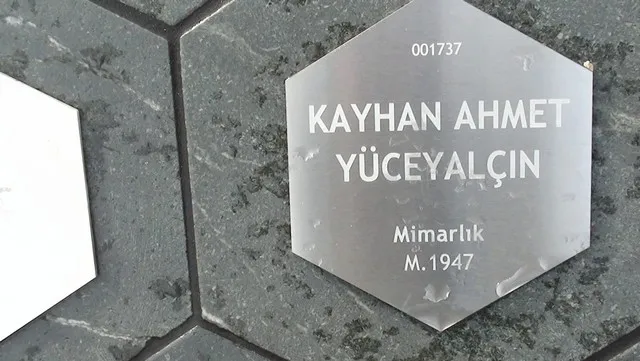 001737
KAYHAN AHMET
YÜCEYALÇIN
Mimarlık
M.1947